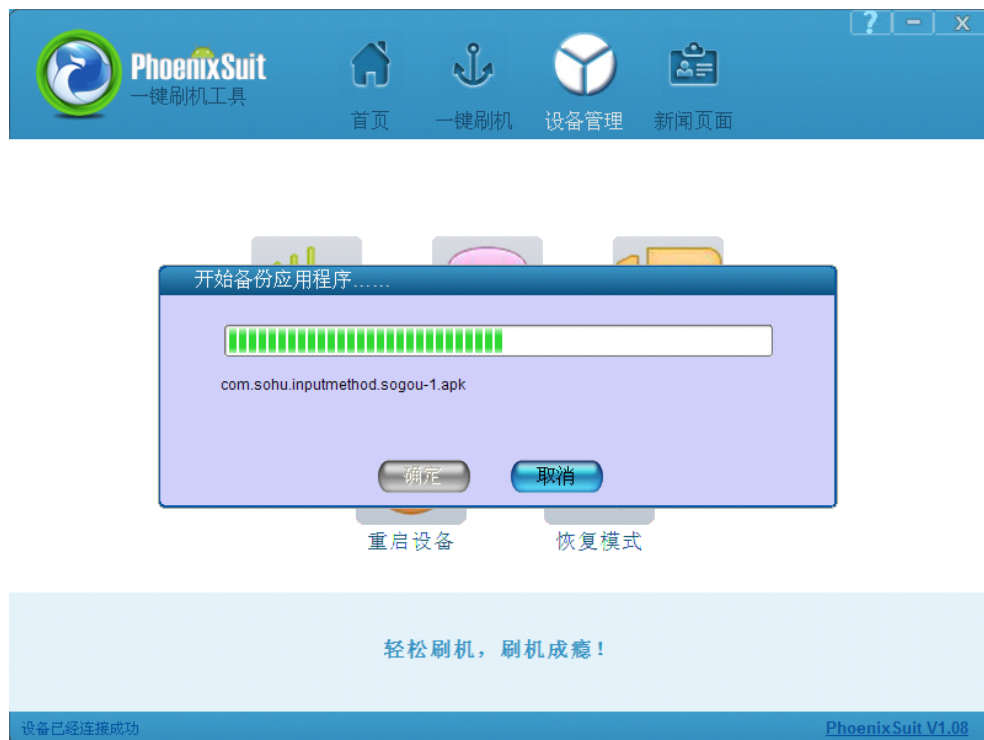 ? - x
PhoenixSuit
一键刷机工具
首页 一键刷机 设备管理 新闻页面
开始备份应用程序……
com.sohu.inputmethod.sogou-1.apk
确定 取消
重启设备 恢复模式
轻松刷机，刷机成瘾！
设备已经连接成功 PhoenixSuit V1.08